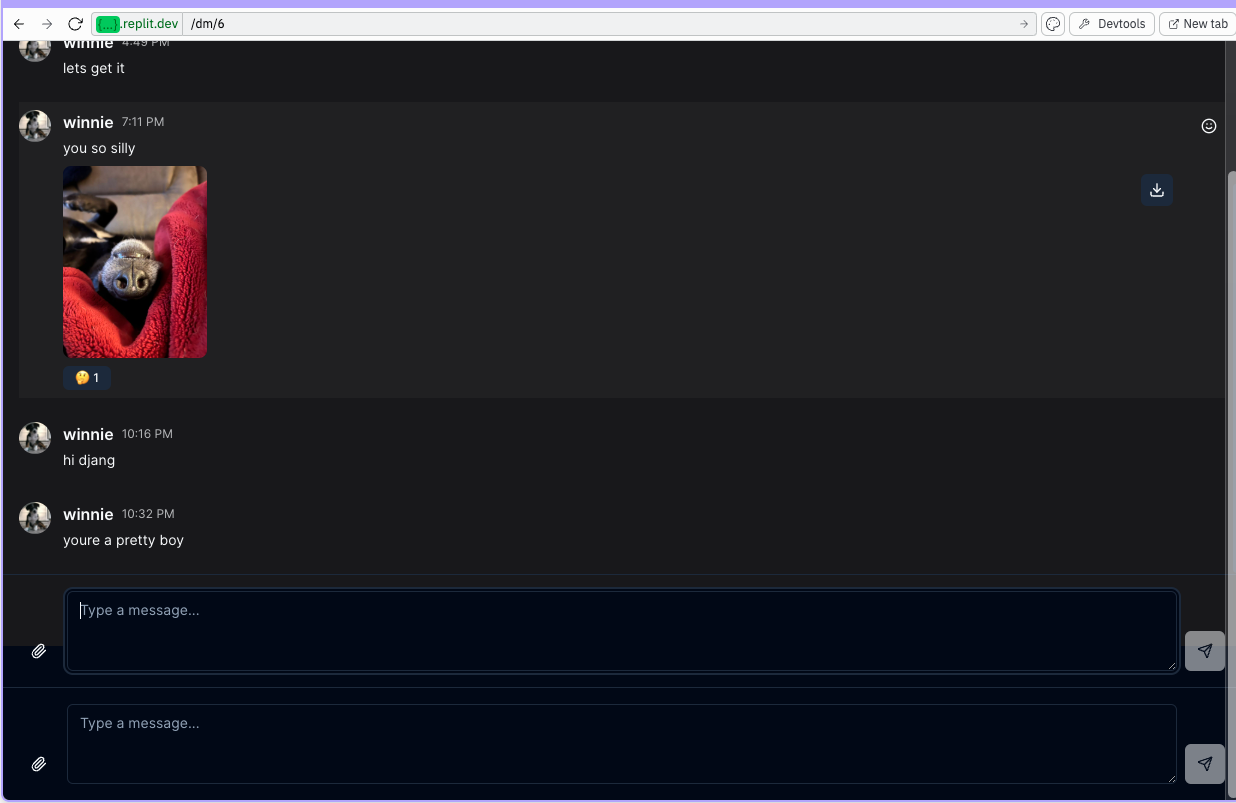 {...}.replit.dev /dm/6 Devtools New tab
winnie 4:49 PM
lets get it
winnie 7:11 PM
you so silly
🤔 1
winnie 10:16 PM
hi djang
winnie 10:32 PM
youre a pretty boy
Type a message...
Type a message...